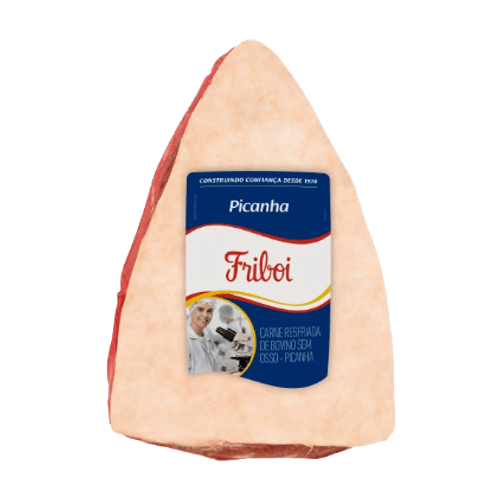 CONSTRUINDO CONFIANÇA DESDE 1970
Picanha
Friboi
CARNE RESFRIADA
DE BOVINO SEM
OSSO - PICANHA